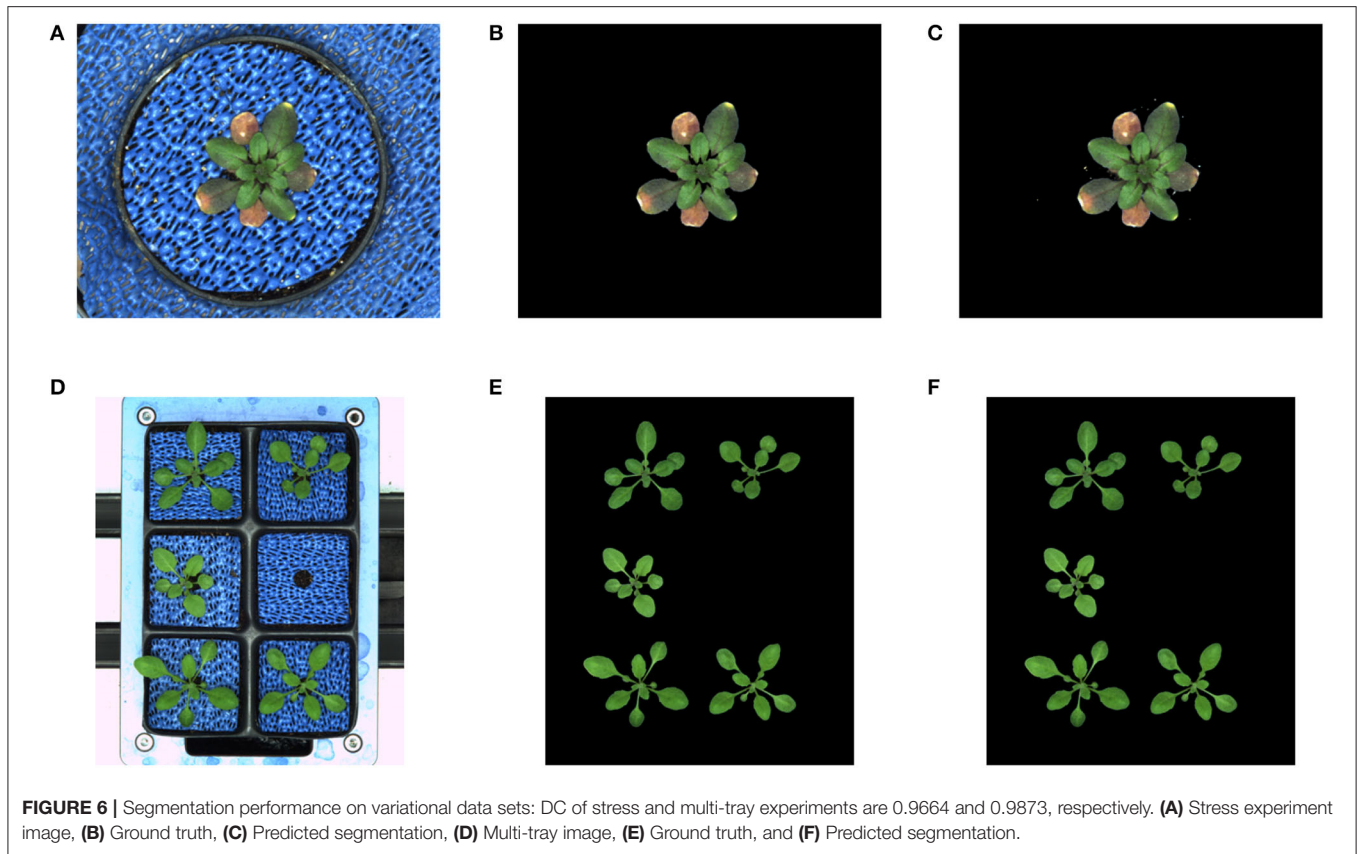 A
B
C
D
E
F
FIGURE 6 | Segmentation performance on variational data sets: DC of stress and multi-tray experiments are 0.9664 and 0.9873, respectively. (A) Stress experiment
image, (B) Ground truth, (C) Predicted segmentation, (D) Multi-tray image, (E) Ground truth, and (F) Predicted segmentation.